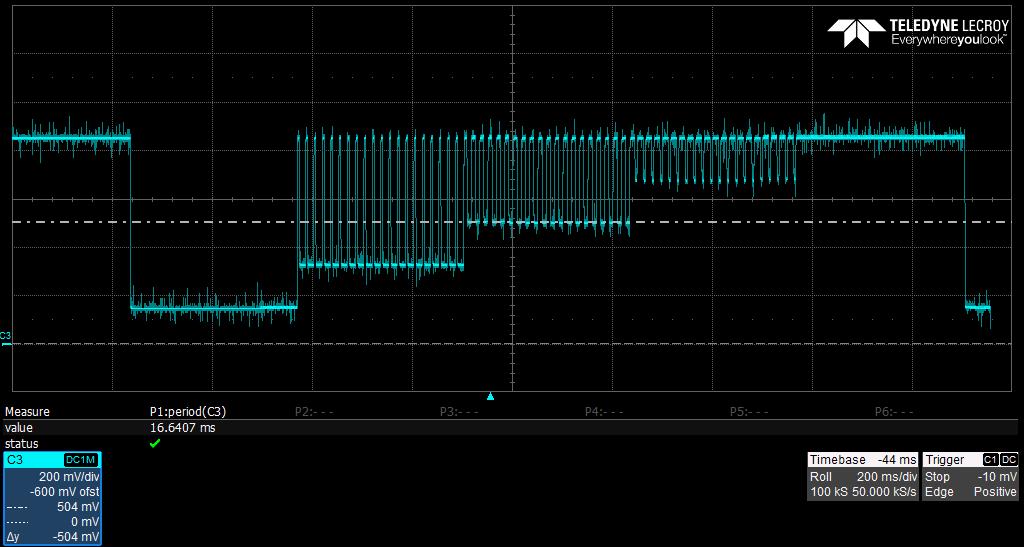 TELEDYNE LECROY
Everywhereyoulook™
C3
Measure P1:period(C3) P2:- - - P3:- - - P4:- - - P5:- - - P6:- - -
value 16.6407 ms
status
C3 DC1M
200 mV/div
-600 mV ofst
504 mV
0 mV
Δy -504 mV
Timebase -44 ms
Roll 200 ms/div
100 kS 50.000 kS/s
Trigger C1 DC
Stop -10 mV
Edge Positive